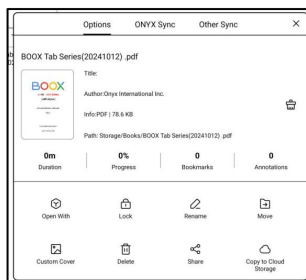 Options ONYX Sync Other Sync
BOOX Tab Series(20241012) .pdf
BOOX
Title:
Author:Onyx International Inc.
Info:PDF | 78.6 KB
Path: Storage/Books/BOOX Tab Series(20241012) .pdf
0m 0% 0 0
Duration Progress Bookmarks Annotations
Open With Lock Rename Move
Custom Cover Delete Share Copy to Cloud
Storage